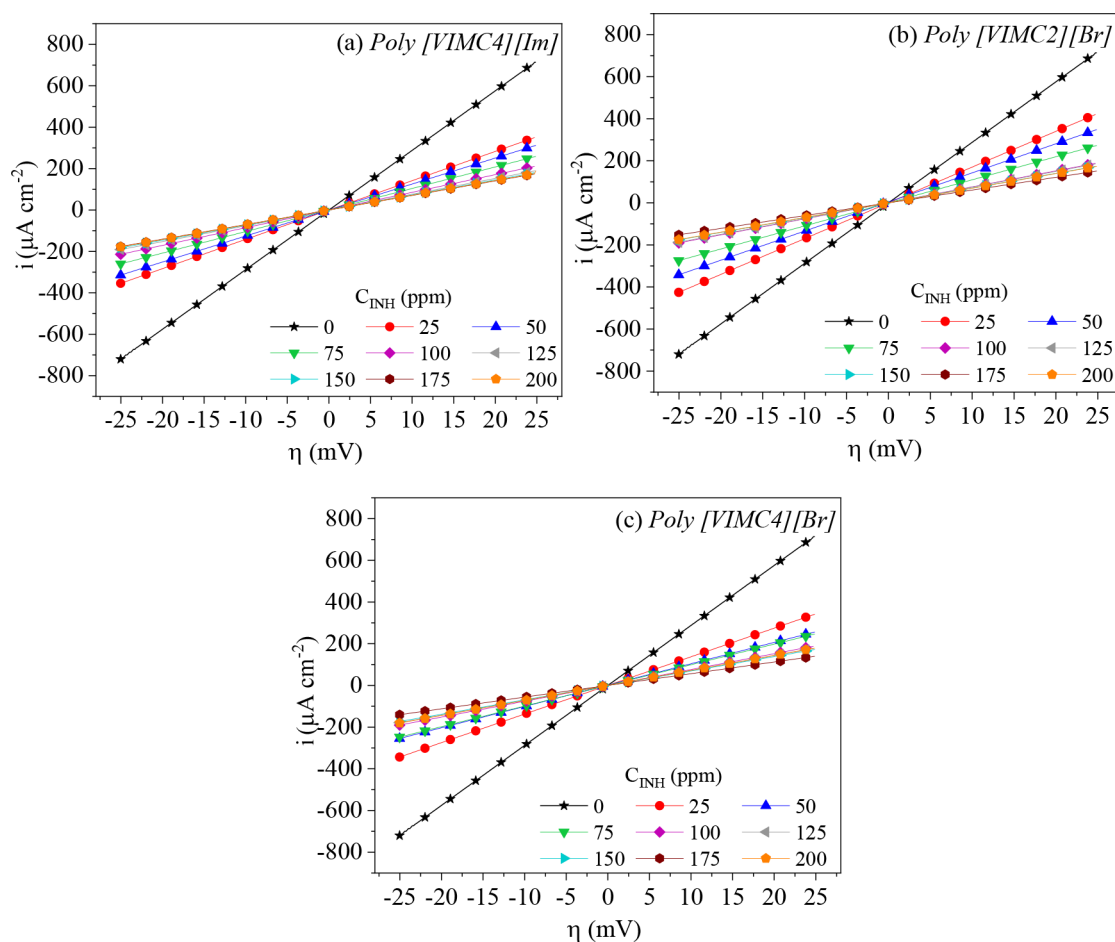 (a) Poly [VIMC4][Im]
800
600
400
200
0
-200
-400
-600
-800
i (µA cm-2)
C_INH (ppm)
0 25 50
75 100 125
150 175 200
-25 -20 -15 -10 -5 0 5 10 15 20 25
η (mV)
(b) Poly [VIMC2][Br]
800
600
400
200
0
-200
-400
-600
-800
i (µA cm-2)
C_INH (ppm)
0 25 50
75 100 125
150 175 200
-25 -20 -15 -10 -5 0 5 10 15 20 25
η (mV)
(c) Poly [VIMC4][Br]
800
600
400
200
0
-200
-400
-600
-800
i (µA cm-2)
C_INH (ppm)
0 25 50
75 100 125
150 175 200
-25 -20 -15 -10 -5 0 5 10 15 20 25
η (mV)